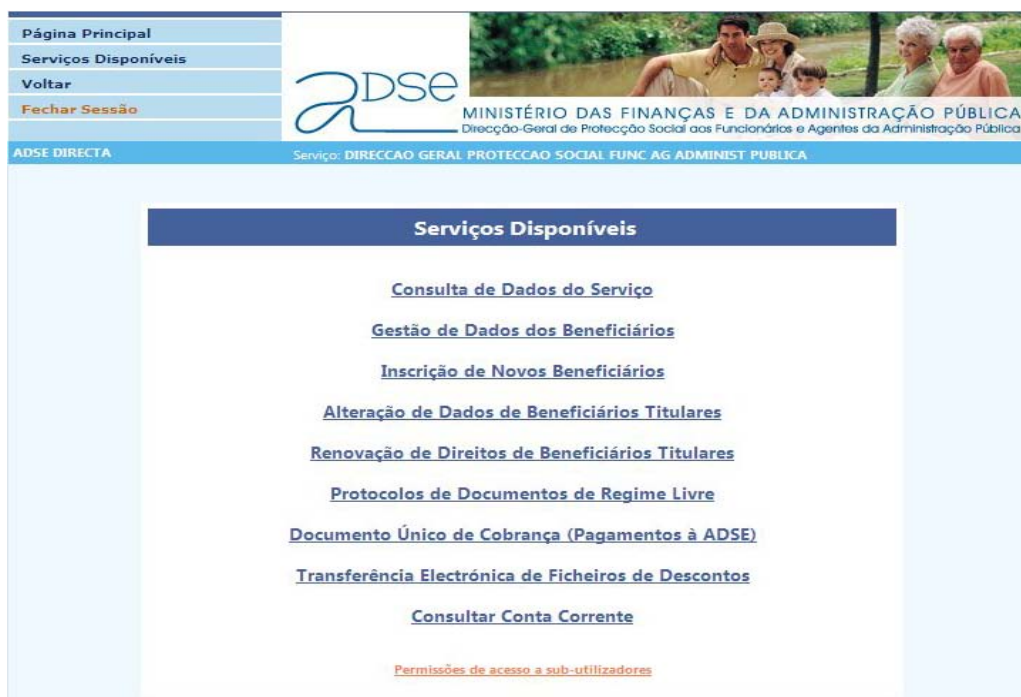 Página Principal
Serviços Disponíveis
Voltar
Fechar Sessão
aDSe
MINISTÉRIO DAS FINANÇAS E DA ADMINISTRAÇÃO PÚBLICA
Direcção-Geral de Protecção Social aos Funcionários e Agentes da Administração Pública
ADSE DIRECTA
Serviço: DIRECCAO GERAL PROTECCAO SOCIAL FUNC AG ADMINIST PUBLICA
Serviços Disponíveis
Consulta de Dados do Serviço
Gestão de Dados dos Beneficiários
Inscrição de Novos Beneficiários
Alteração de Dados de Beneficiários Titulares
Renovação de Direitos de Beneficiários Titulares
Protocolos de Documentos de Regime Livre
Documento Único de Cobrança (Pagamentos à ADSE)
Transferência Electrónica de Ficheiros de Descontos
Consultar Conta Corrente
Permissões de acesso a sub-utilizadores